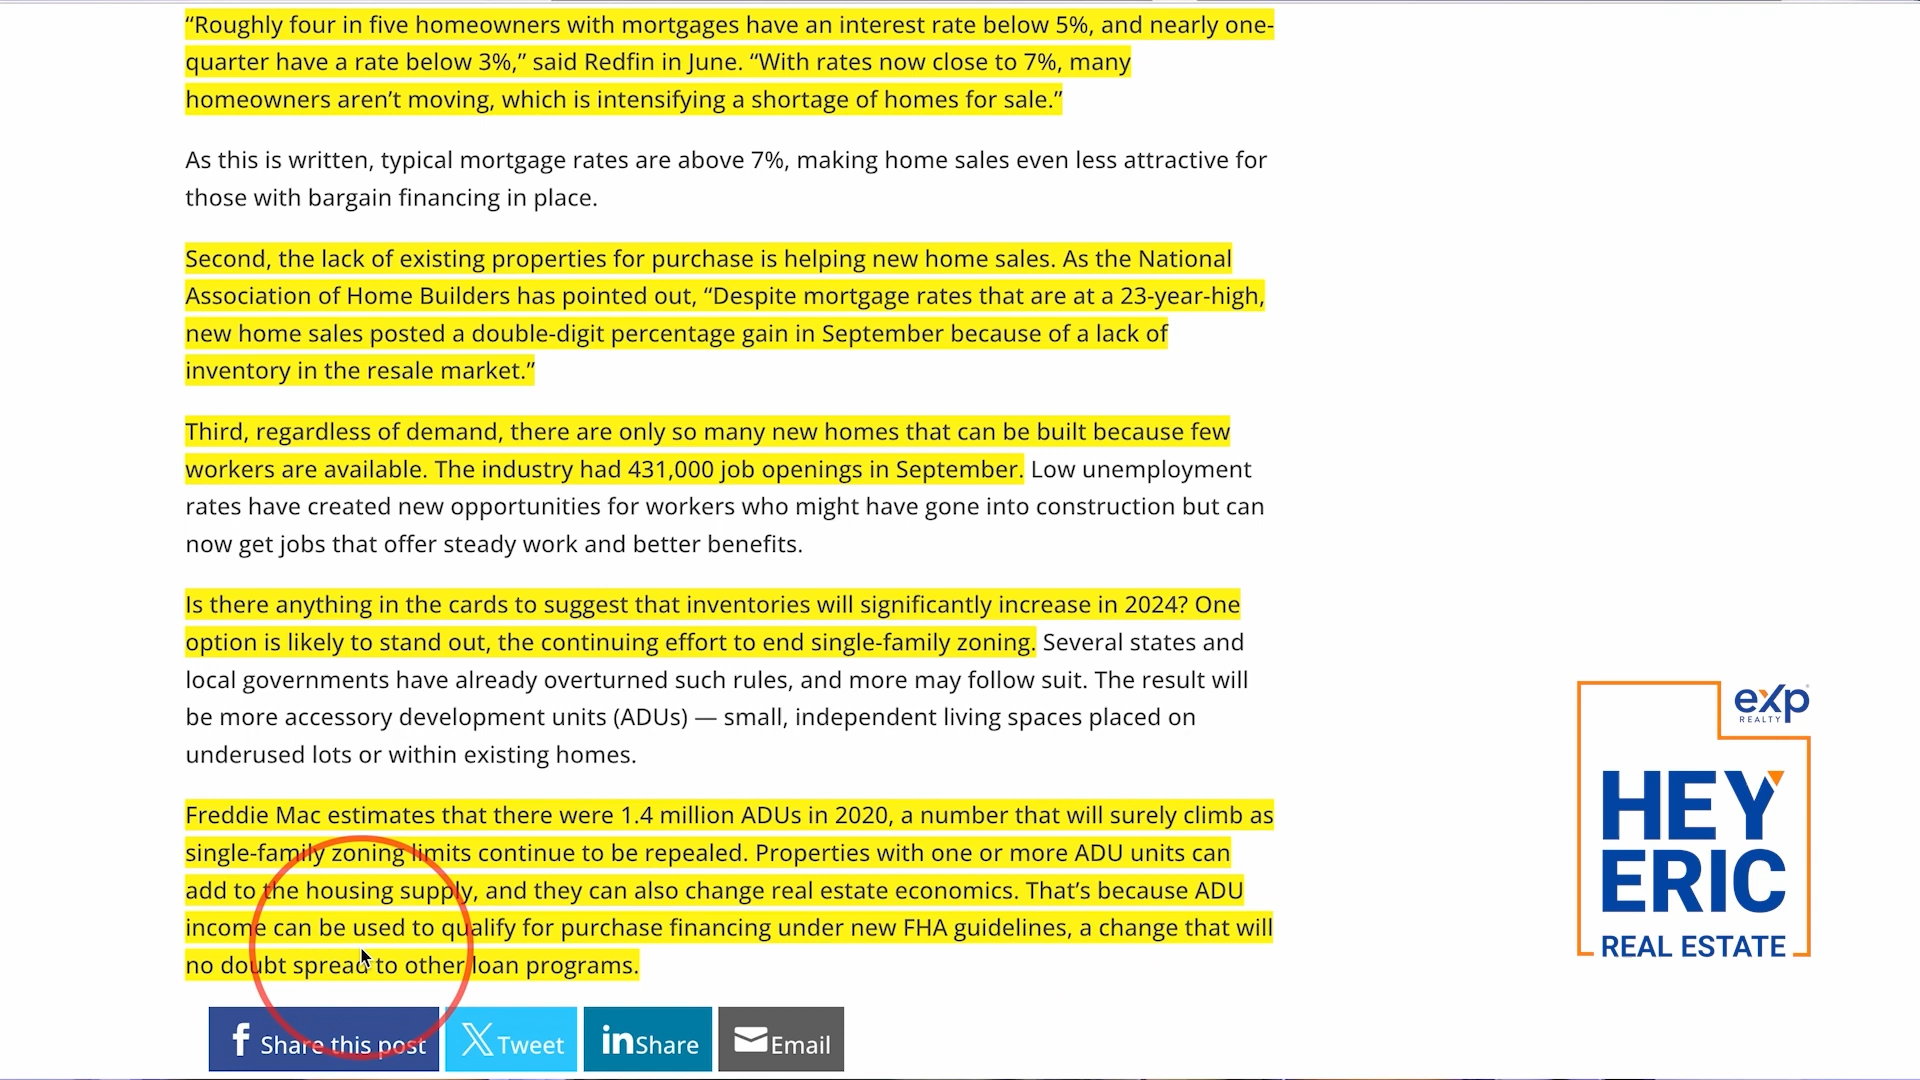 “Roughly four in five homeowners with mortgages have an interest rate below 5%, and nearly one-
quarter have a rate below 3%,” said Redfin in June. “With rates now close to 7%, many
homeowners aren’t moving, which is intensifying a shortage of homes for sale.”
As this is written, typical mortgage rates are above 7%, making home sales even less attractive for
those with bargain financing in place.
Second, the lack of existing properties for purchase is helping new home sales. As the National
Association of Home Builders has pointed out, “Despite mortgage rates that are at a 23-year-high,
new home sales posted a double-digit percentage gain in September because of a lack of
inventory in the resale market.”
Third, regardless of demand, there are only so many new homes that can be built because few
workers are available. The industry had 431,000 job openings in September. Low unemployment
rates have created new opportunities for workers who might have gone into construction but can
now get jobs that offer steady work and better benefits.
Is there anything in the cards to suggest that inventories will significantly increase in 2024? One
option is likely to stand out, the continuing effort to end single-family zoning. Several states and
local governments have already overturned such rules, and more may follow suit. The result will
be more accessory development units (ADUs) — small, independent living spaces placed on
underused lots or within existing homes.
Freddie Mac estimates that there were 1.4 million ADUs in 2020, a number that will surely climb as
single-family zoning limits continue to be repealed. Properties with one or more ADU units can
add to the housing supply, and they can also change real estate economics. That’s because ADU
income can be used to qualify for purchase financing under new FHA guidelines, a change that will
no doubt spread to other loan programs.
Share this post Tweet in Share Email
exp
REALTY
HEY
ERIC
REAL ESTATE